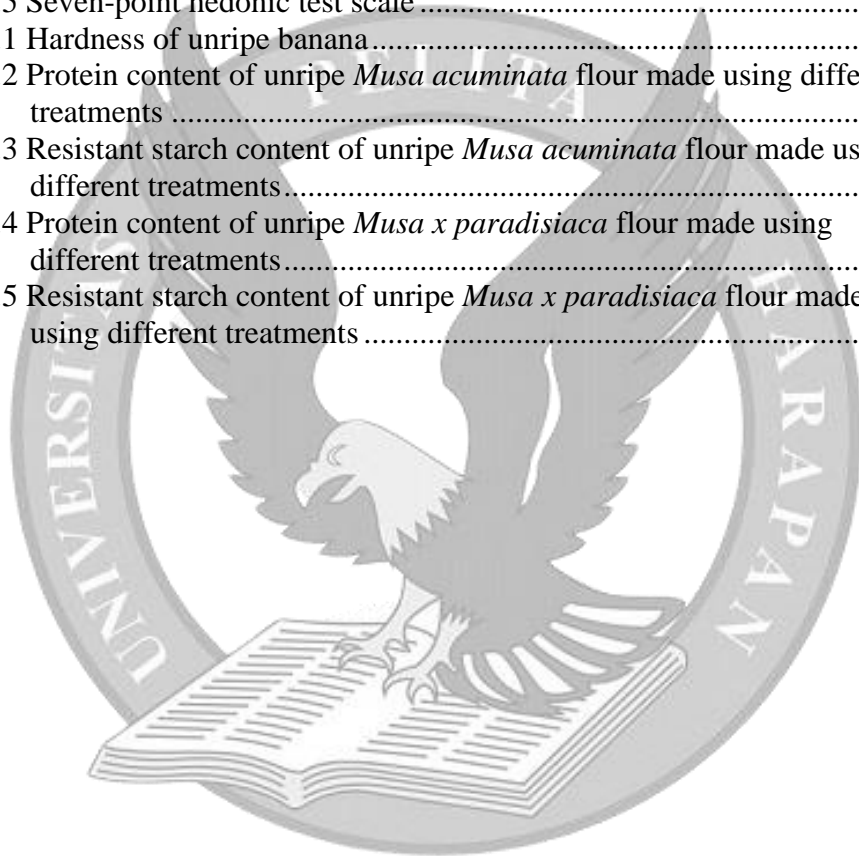 5 Seven-point hedonic test scale
1 Hardness of unripe banana
2 Protein content of unripe Musa acuminata flour made using diffe
treatments
3 Resistant starch content of unripe Musa acuminata flour made us
different treatments
4 Protein content of unripe Musa x paradisiaca flour made using
different treatments
5 Resistant starch content of unripe Musa x paradisiaca flour made
using different treatments
UNIVERSITAS PELITA HARAPAN